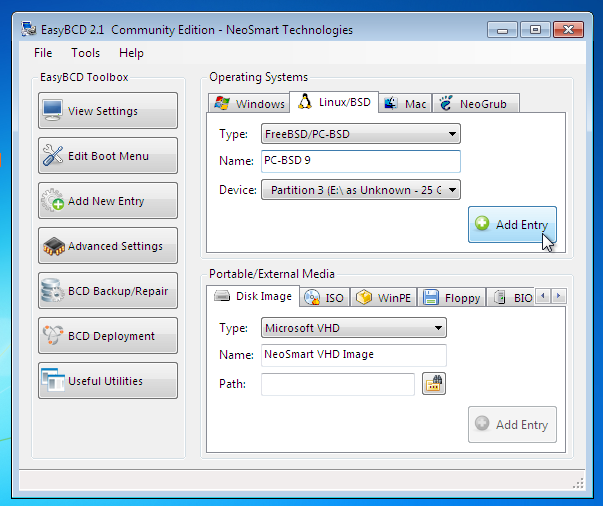 EasyBCD 2.1 Community Edition - NeoSmart Technologies
File Tools Help
EasyBCD Toolbox
View Settings
Edit Boot Menu
Add New Entry
Advanced Settings
BCD Backup/Repair
BCD Deployment
Useful Utilities
Operating Systems
Windows Linux/BSD Mac NeoGrub
Type: FreeBSD/PC-BSD
Name: PC-BSD 9
Device: Partition 3 (E:\ as Unknown - 25 G
Add Entry
Portable/External Media
Disk Image ISO WinPE Floppy BIO
Type: Microsoft VHD
Name: NeoSmart VHD Image
Path:
Add Entry